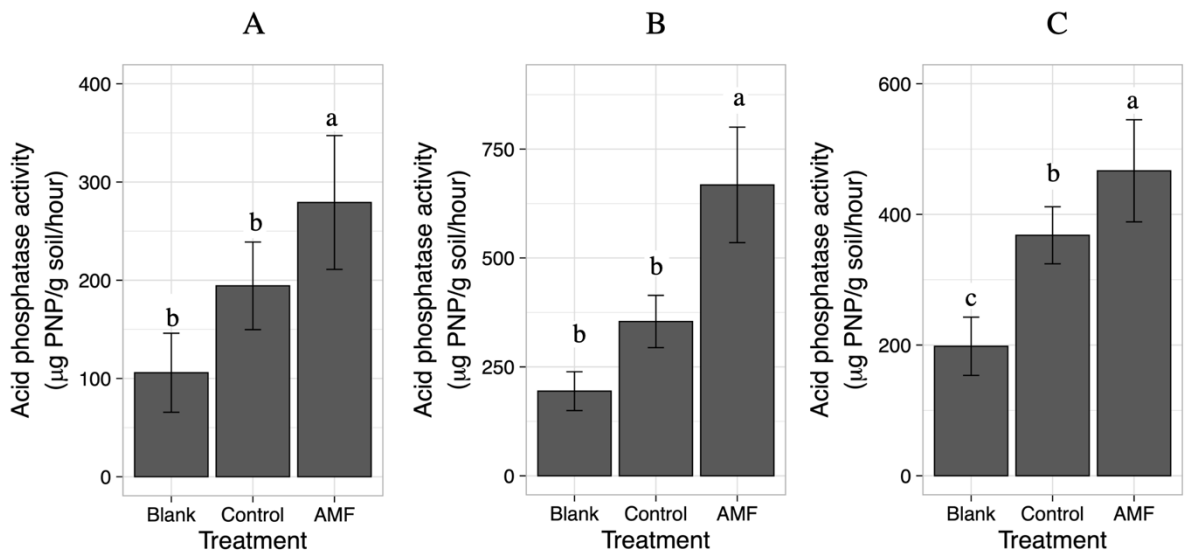 A
Acid phosphatase activity
(μg PNP/g soil/hour)
400
300
200
100
0
b
b
a
Blank Control AMF
Treatment
B
Acid phosphatase activity
(μg PNP/g soil/hour)
750
500
250
0
b
b
a
Blank Control AMF
Treatment
C
Acid phosphatase activity
(μg PNP/g soil/hour)
600
400
200
0
c
b
a
Blank Control AMF
Treatment